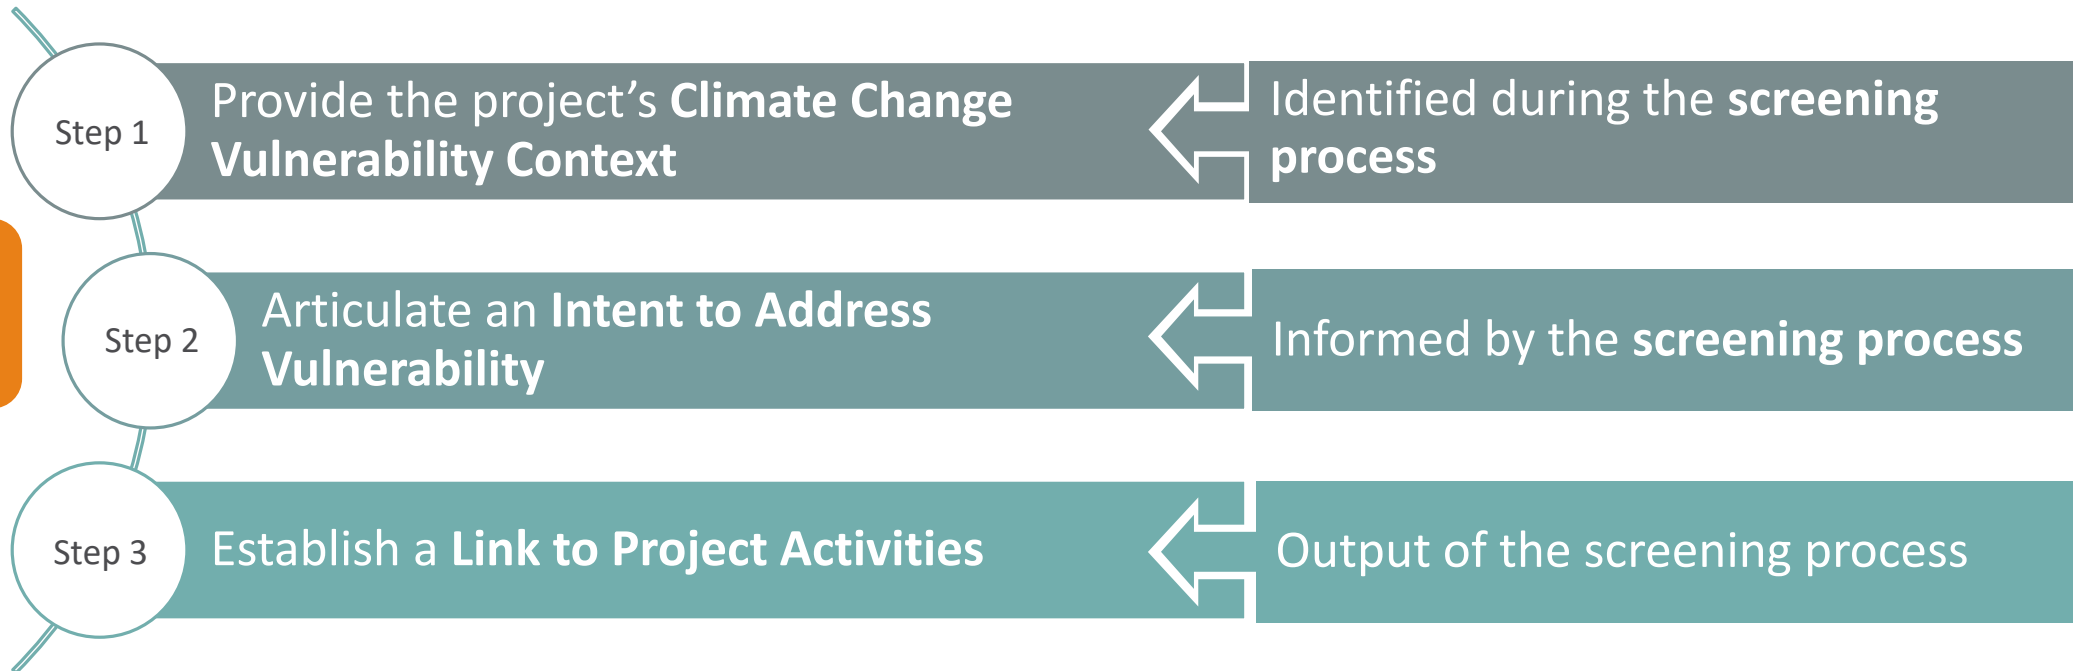 Step 1
Provide the project’s Climate Change
Vulnerability Context
Identified during the screening
process
Step 2
Articulate an Intent to Address
Vulnerability
Informed by the screening process
Step 3
Establish a Link to Project Activities
Output of the screening process